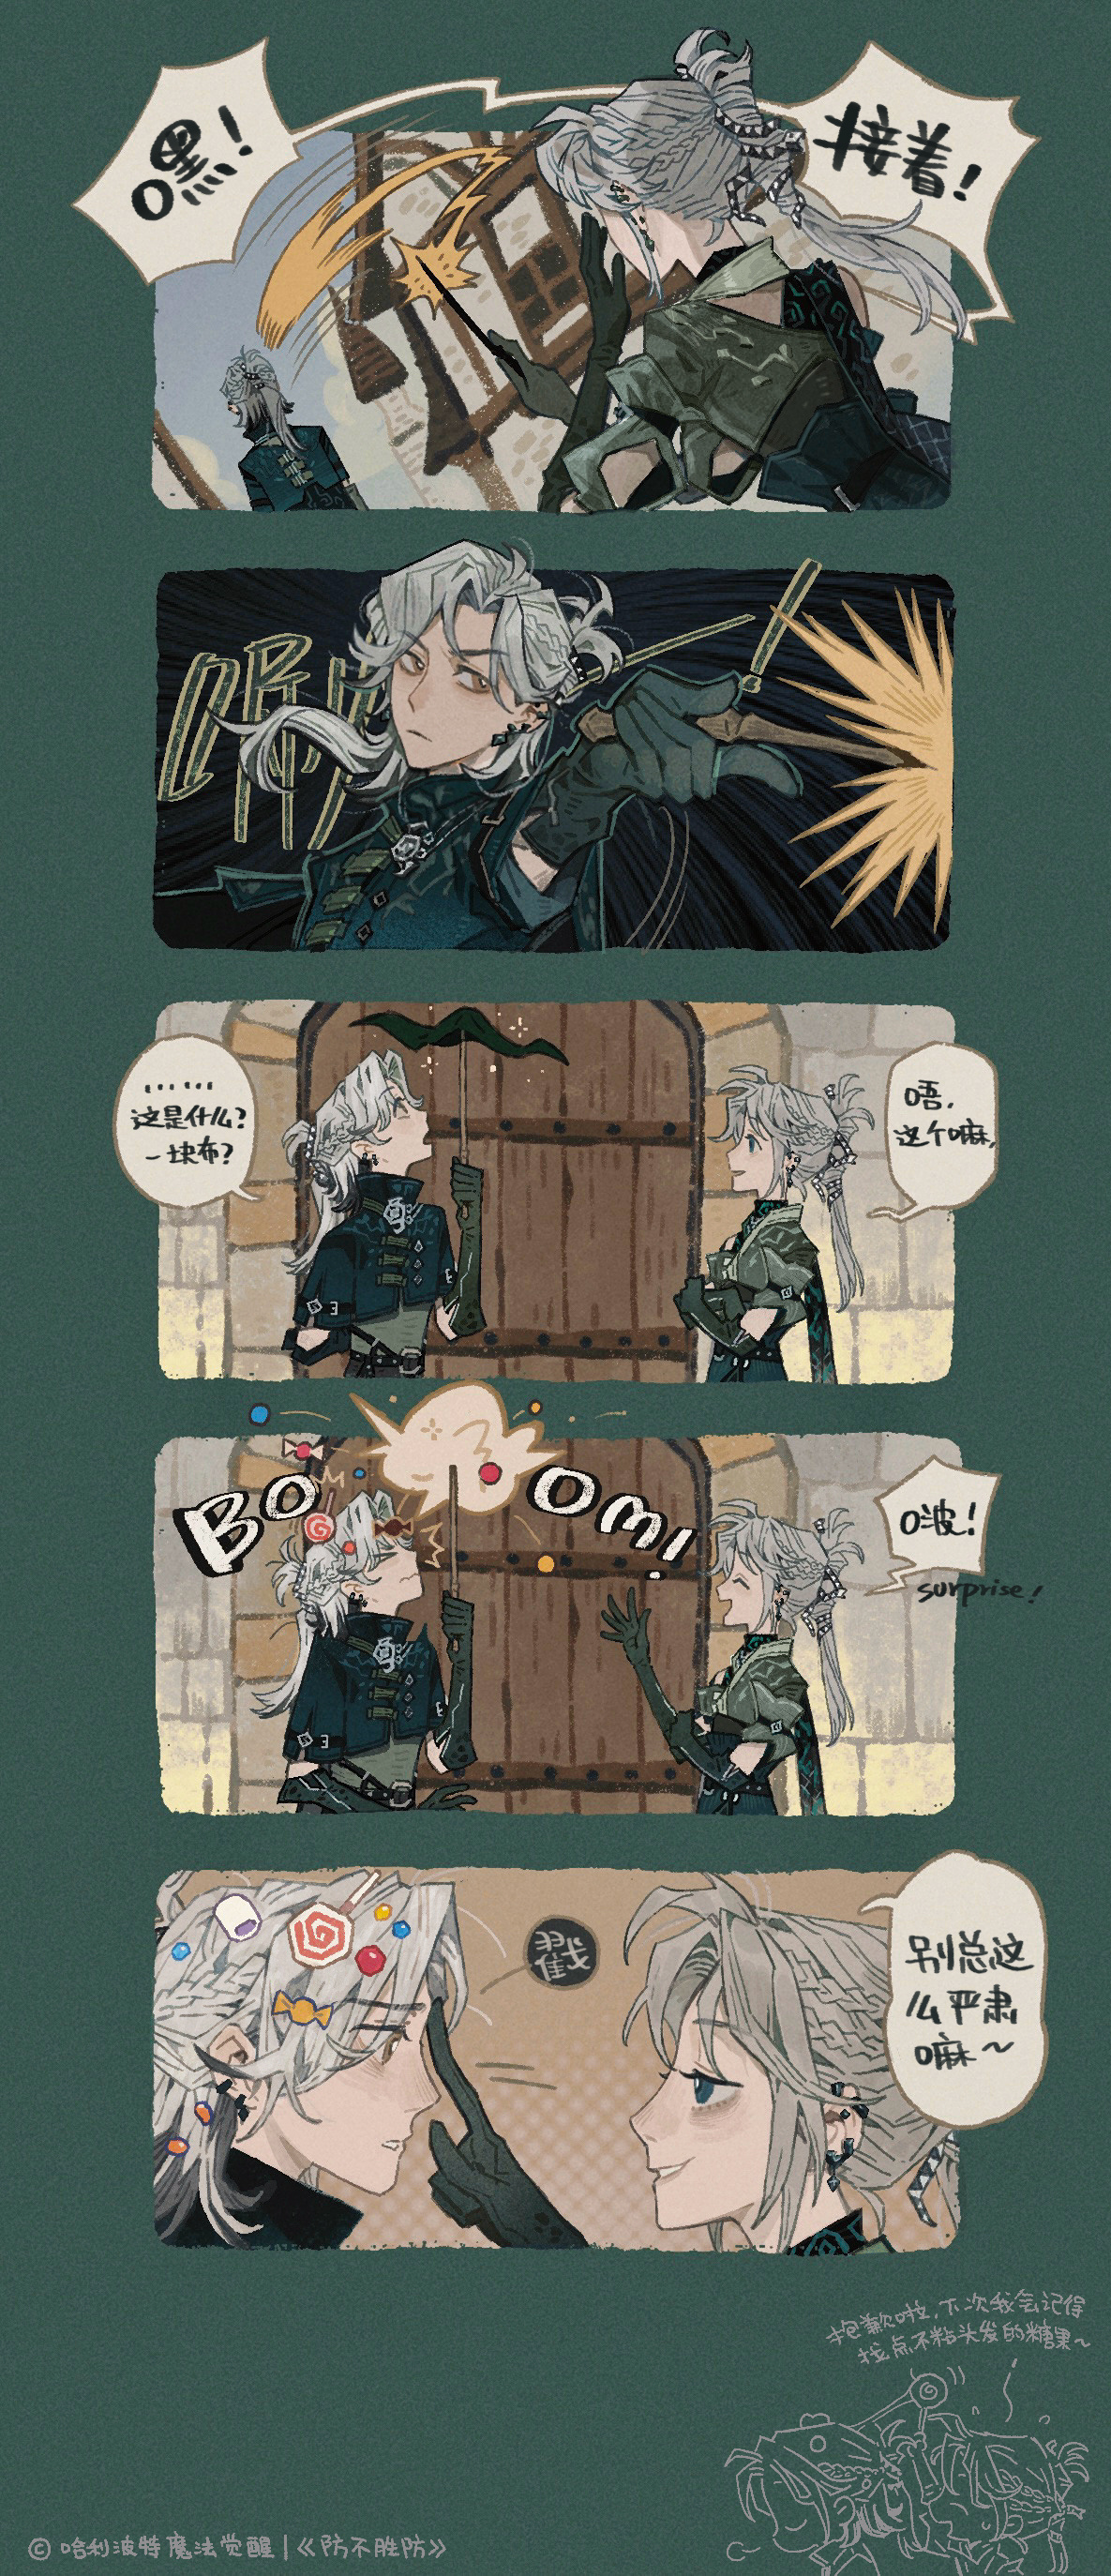 嘿!
接着!
唰
……
这是什么?
一块布?
唔,
这个嘛,
BOOM!
啵!
surprise!
戳
别总这
么严肃
嘛~
抱歉啦,下次我会记得
找点不粘头发的糖果~
© 哈利波特魔法觉醒 | 《防不胜防》